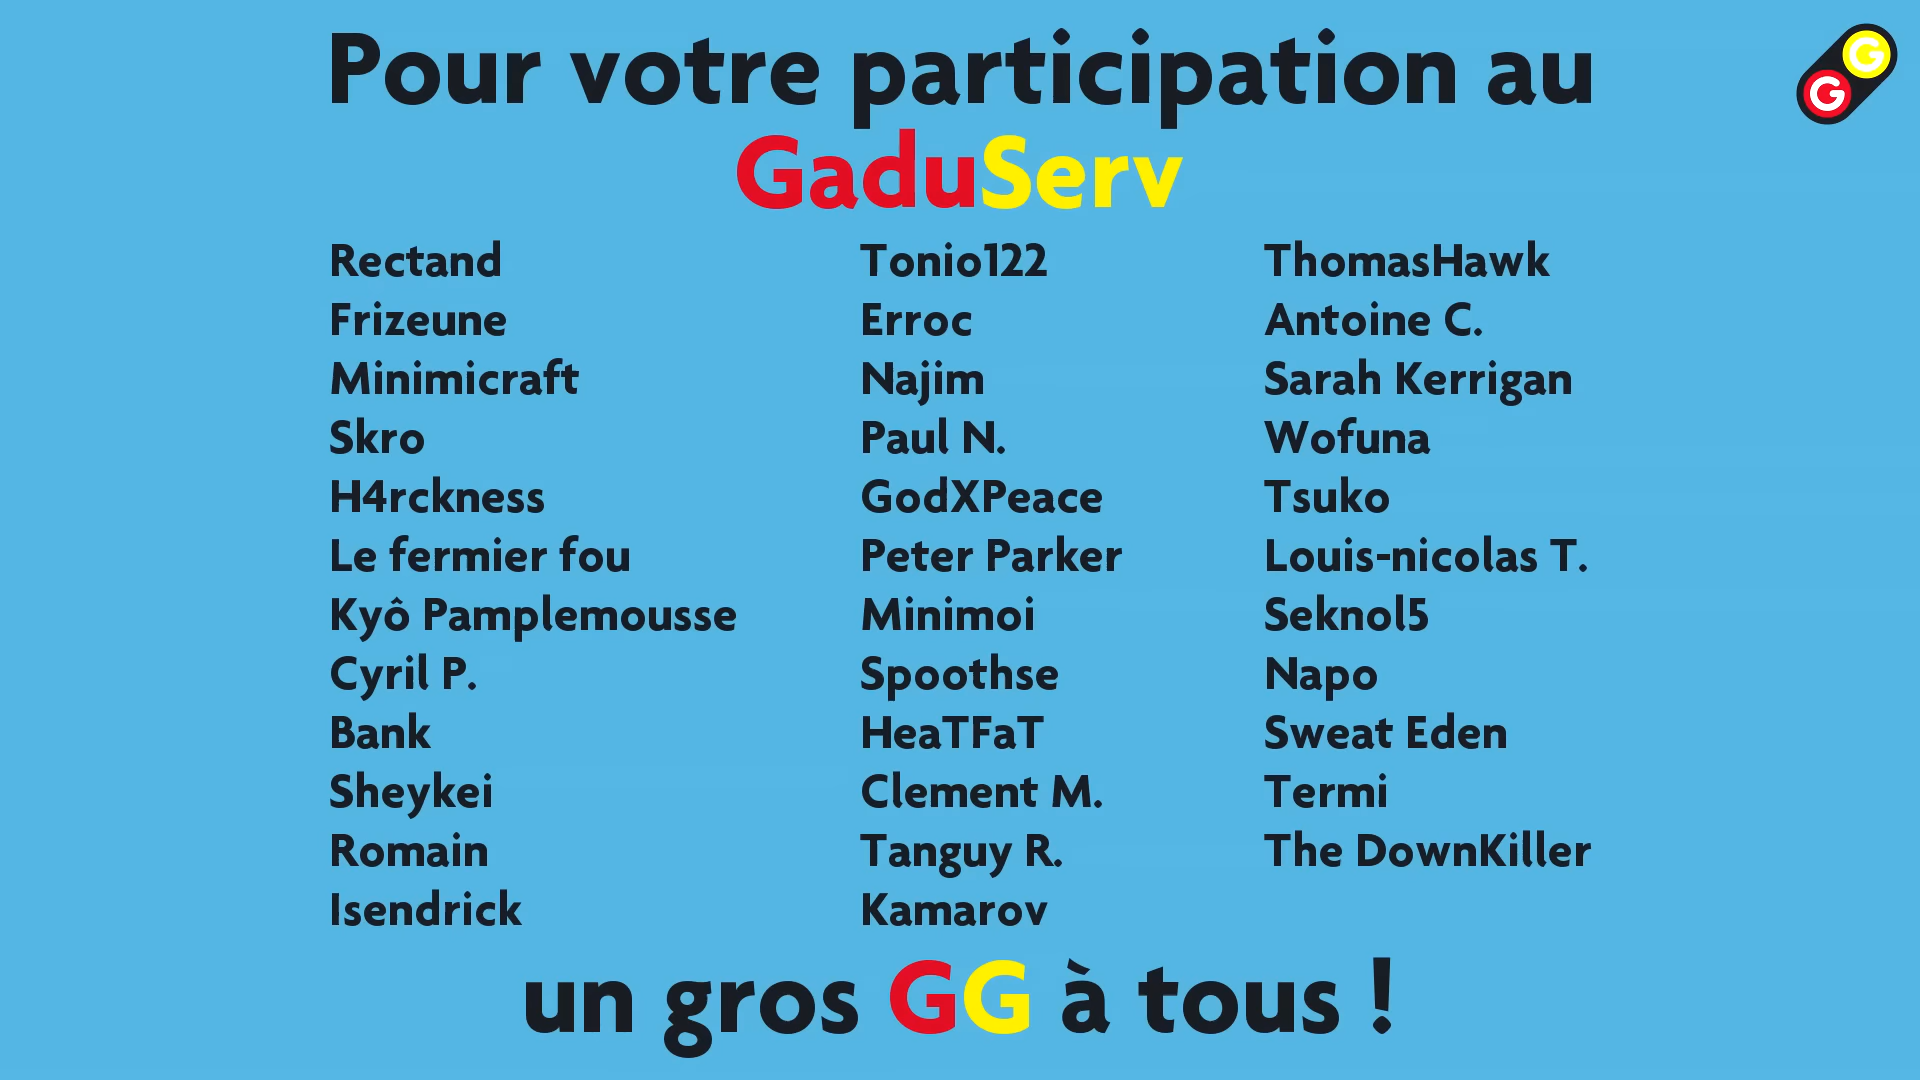 Pour votre participation au
GaduServ
G
G
Rectand
Frizeune
Minimicraft
Skro
H4rckness
Le fermier fou
Kyô Pamplemousse
Cyril P.
Bank
Sheykei
Romain
Isendrick
Tonio122
Erroc
Najim
Paul N.
GodXPeace
Peter Parker
Minimoi
Spoothse
HeaTFaT
Clement M.
Tanguy R.
Kamarov
ThomasHawk
Antoine C.
Sarah Kerrigan
Wofuna
Tsuko
Louis-nicolas T.
Seknol5
Napo
Sweat Eden
Termi
The DownKiller
un gros GG à tous !